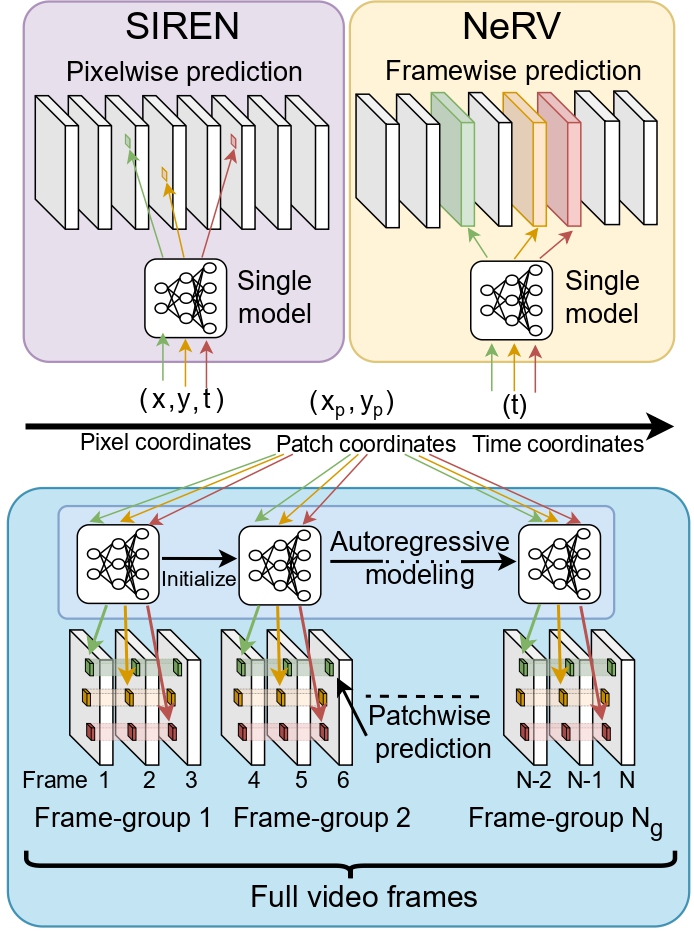 SIREN
Pixelwise prediction
Single
model
NeRV
Framewise prediction
Single
model
(x,y,t)
(xₚ,yₚ)
(t)
Pixel coordinates
Patch coordinates
Time coordinates
Initialize
Autoregressive
modeling
Patchwise
prediction
Frame 1 2 3
4 5 6
N-2 N-1 N
Frame-group 1
Frame-group 2
Frame-group N_g
Full video frames